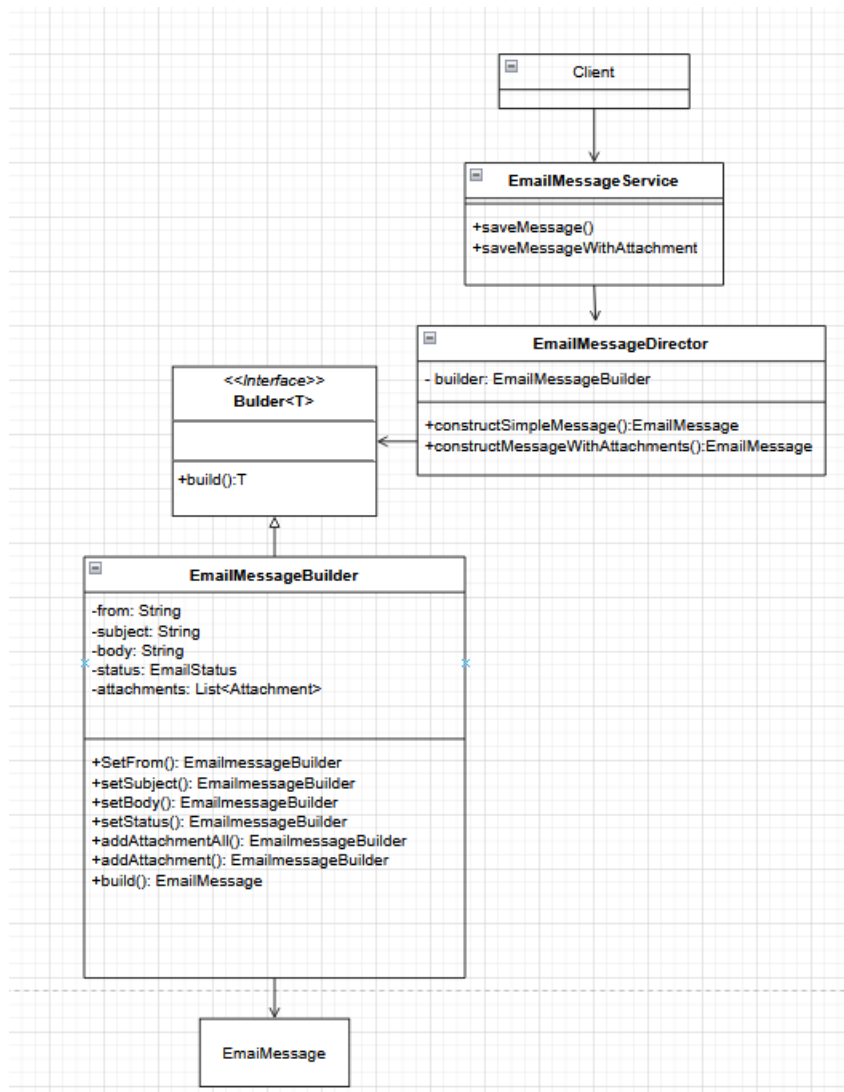 Client
EmailMessageService
+saveMessage()
+saveMessageWithAttachment
EmailMessageDirector
- builder: EmailMessageBuilder
+constructSimpleMessage():EmailMessage
+constructMessageWithAttachments():EmailMessage
<<Interface>>
Bulder<T>
+build():T
EmailMessageBuilder
-from: String
-subject: String
-body: String
-status: EmailStatus
-attachments: List<Attachment>
+SetFrom(): EmailmessageBuilder
+setSubject(): EmailmessageBuilder
+setBody(): EmailmessageBuilder
+setStatus(): EmailmessageBuilder
+addAttachmentAll(): EmailmessageBuilder
+addAttachment(): EmailmessageBuilder
+build(): EmailMessage
EmaiMessage